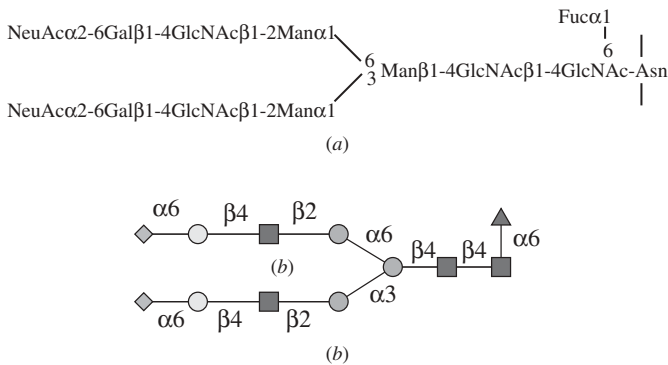 Fucα1
NeuAcα2-6Galβ1-4GlcNAcβ1-2Manα1
6
6
Manβ1-4GlcNAcβ1-4GlcNAc-Asn
3
NeuAcα2-6Galβ1-4GlcNAcβ1-2Manα1
(a)
α6 β4 β2
α6 β4 β4 α6
(b)
α3
α6 β4 β2
(b)